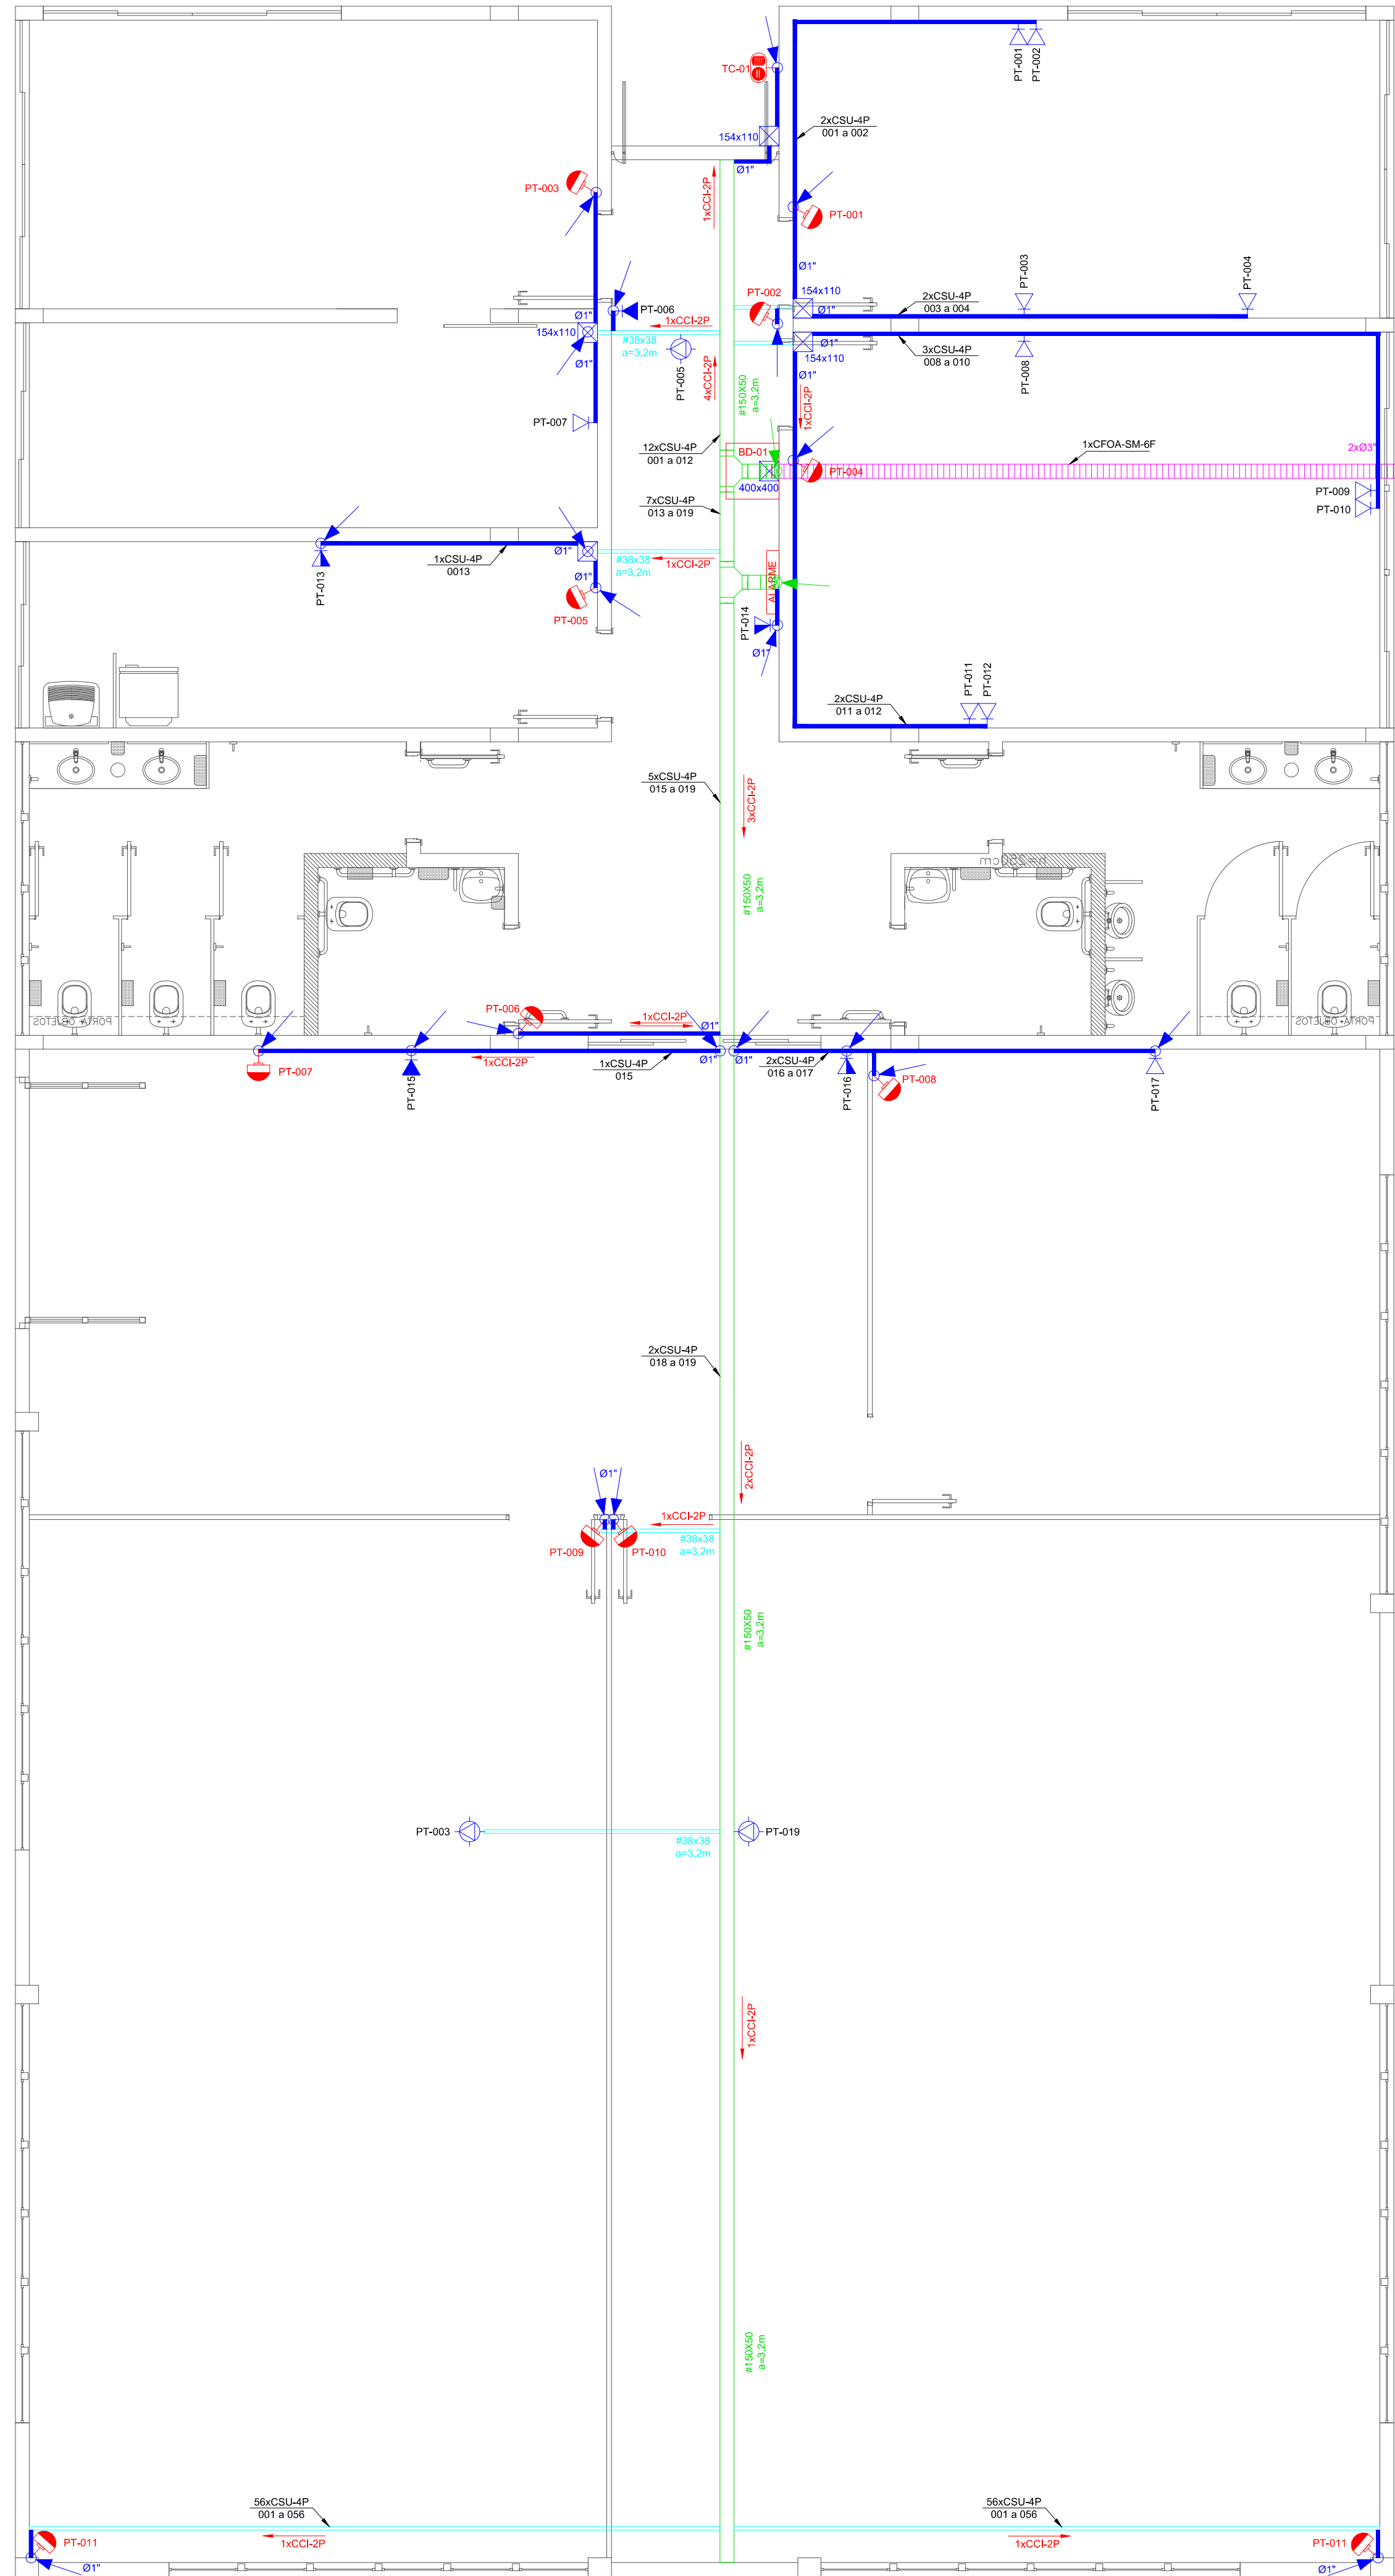 TC-01
PT-001
PT-002
2xCSU-4P
001 a 002
154x110
Ø1"
1xCCI-2P
PT-003
PT-001
Ø1"
PT-003
PT-004
PT-002
154x110
2xCSU-4P
003 a 004
PT-006
Ø1"
1xCCI-2P
Ø1"
154x110
#38x38
a=3,2m
Ø1"
3xCSU-4P
008 a 010
154x110
Ø1"
PT-005
4xCCI-2P
#150X50
a=3,2m
Ø1"
1xCCI-2P
PT-008
PT-007
12xCSU-4P
001 a 012
BD-01
1xCFOA-SM-6F
2xØ3"
PT-004
400x400
PT-009
PT-010
7xCSU-4P
013 a 019
1xCSU-4P
0013
Ø1"
#38x38
a=3,2m
1xCCI-2P
ALARME
PT-013
Ø1"
PT-005
PT-014
Ø1"
PT-011
PT-012
2xCSU-4P
011 a 012
5xCSU-4P
015 a 019
3xCCI-2P
h=250cm
#150X50
a=3,2m
PORTA OBJETOS
PORTA OBJETOS
PT-006
1xCCI-2P
Ø1"
PT-007
1xCCI-2P
PT-015
1xCSU-4P
015
Ø1"
Ø1"
2xCSU-4P
016 a 017
PT-016
PT-008
PT-017
2xCSU-4P
018 a 019
2xCCI-2P
Ø1"
1xCCI-2P
PT-009
PT-010
#38x38
a=3,2m
#150X50
a=3,2m
PT-003
PT-019
#38x38
a=3,2m
1xCCI-2P
#150X50
a=3,2m
56xCSU-4P
001 a 056
56xCSU-4P
001 a 056
PT-011
1xCCI-2P
1xCCI-2P
PT-011
Ø1"
Ø1"